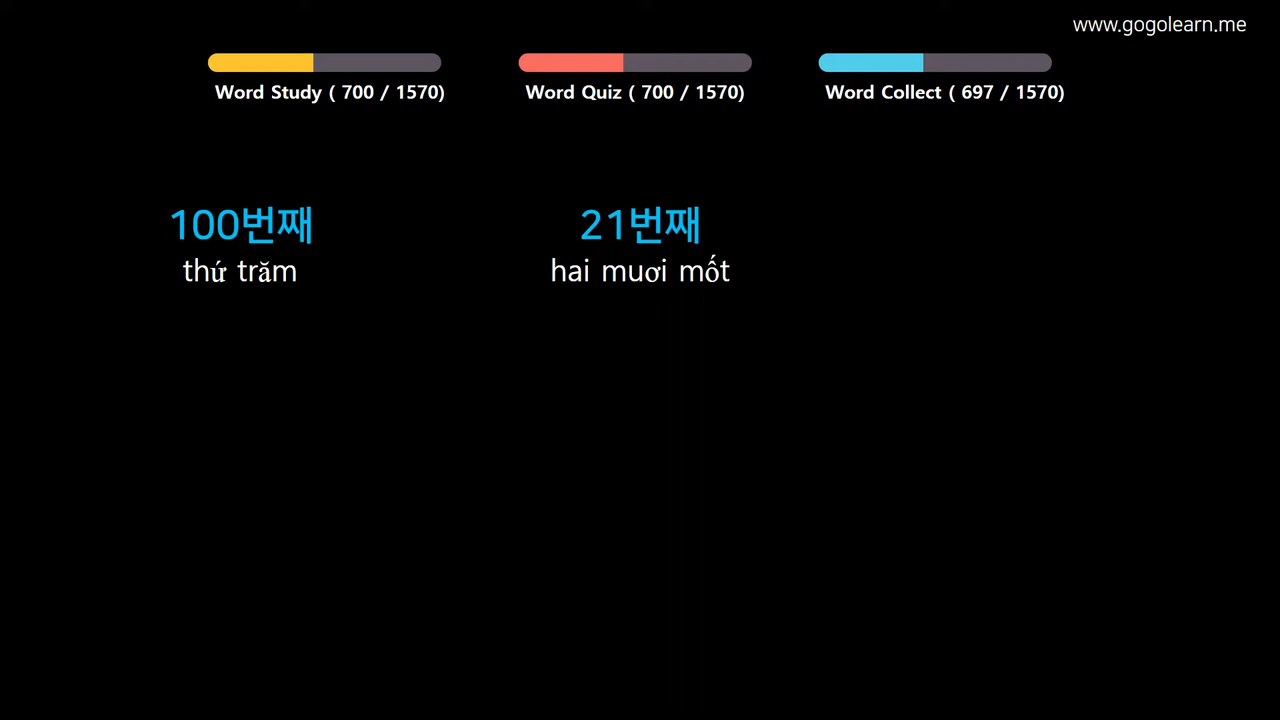 www.gogolearn.me
Word Study ( 700 / 1570)
Word Quiz ( 700 / 1570)
Word Collect ( 697 / 1570)
100번째
thứ trăm
21번째
hai muơi mốt